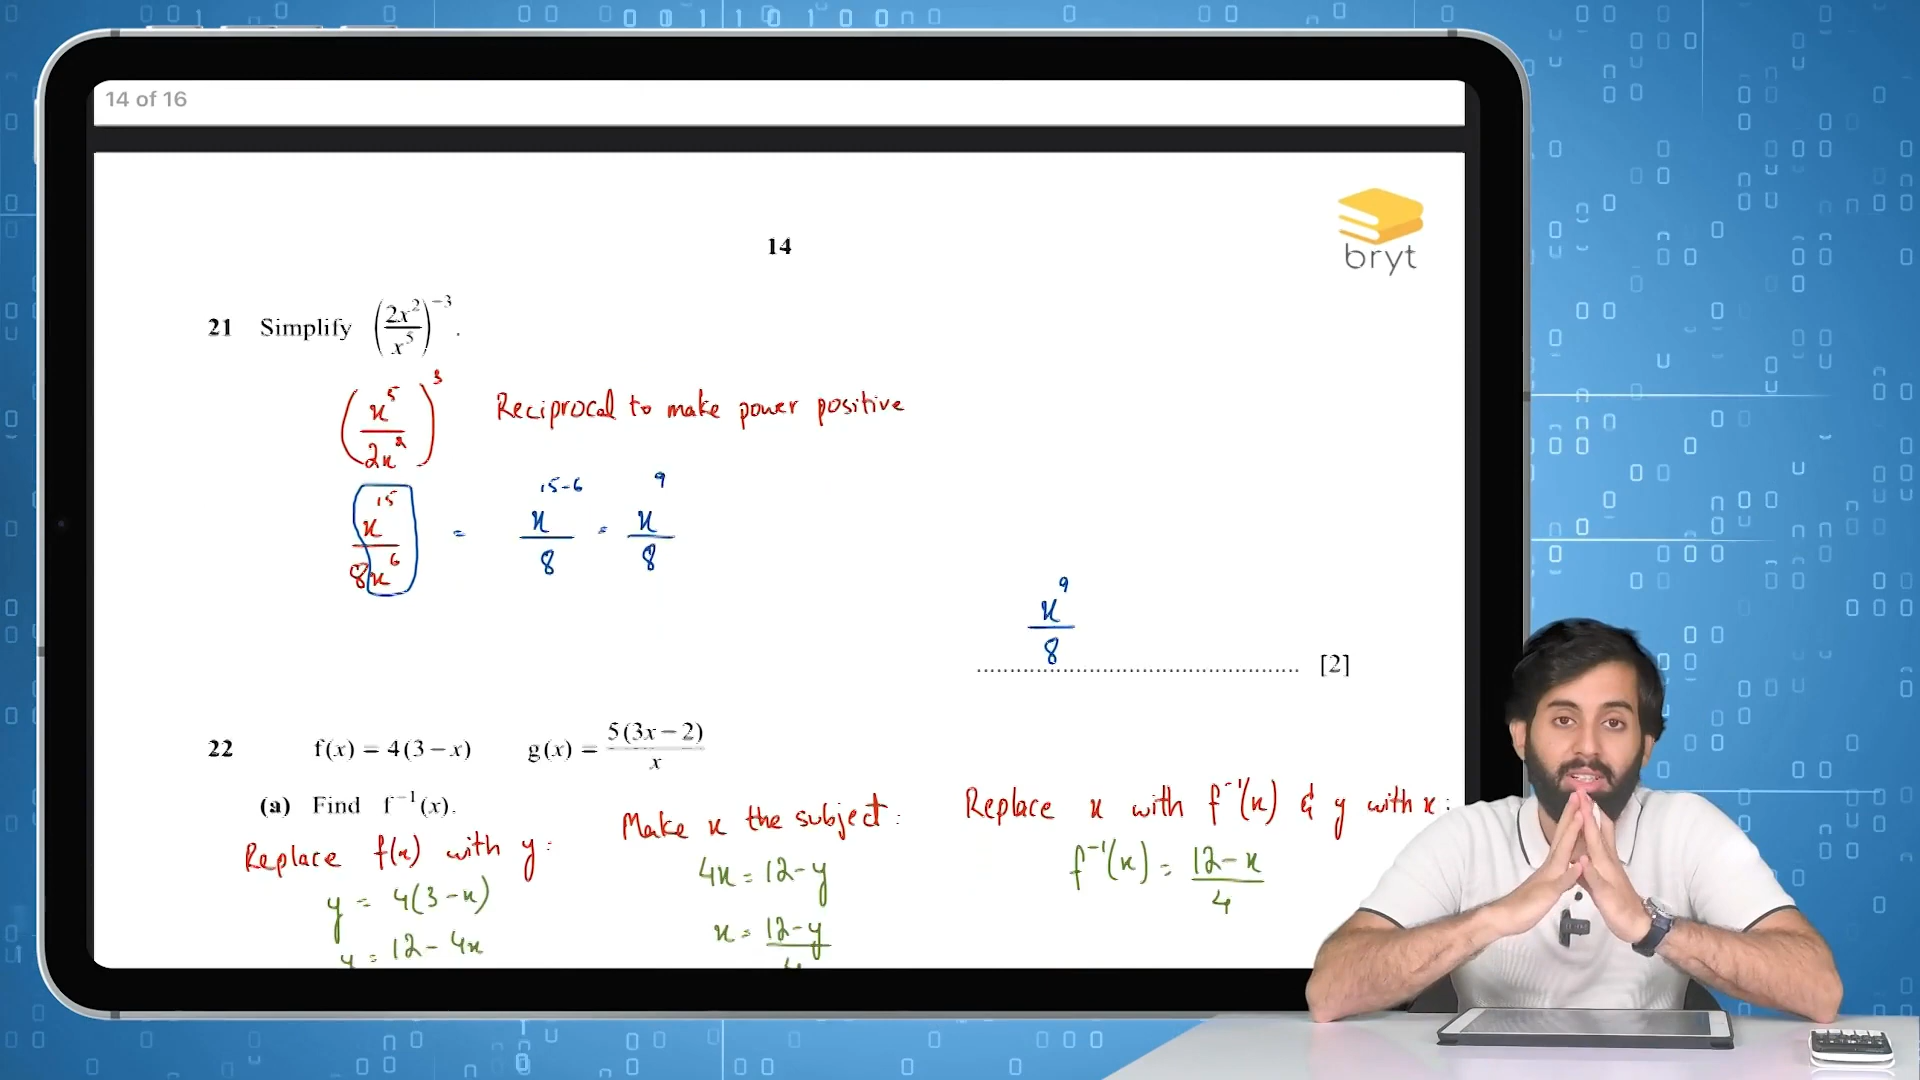 14 of 16
bryt
14
21 Simplify (2x²/x⁵)⁻³.
(x⁵/2x²)³ Reciprocal to make power positive
x¹⁵/8x⁶ = x¹⁵⁻⁶/8 = x⁹/8
x⁹/8
[2]
22 f(x) = 4(3 − x) g(x) = 5(3x − 2)/x
(a) Find f⁻¹(x).
Replace f(x) with y:
y = 4(3 − x)
y = 12 − 4x
Make x the subject:
4x = 12 − y
x = 12 − y/4
Replace x with f⁻¹(x) & y with x:
f⁻¹(x) = 12 − x/4